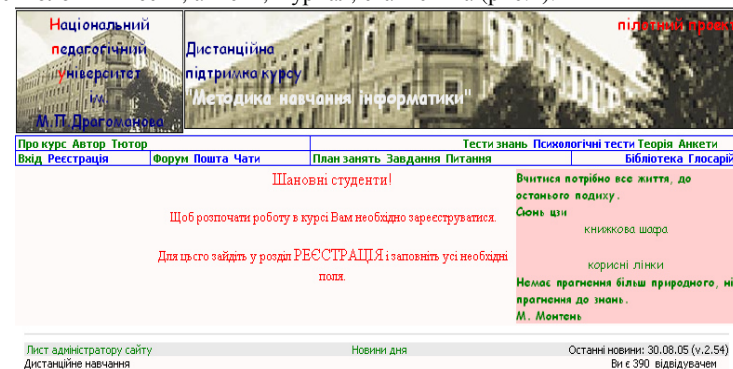 Національний
педагогічний
Університет
ім.
М.П.Драгоманова
Дистанційна
підтримка курсу
"Методика навчання інформатики"
пілотний проект
Про курс Автор Тютор
Тести знань Психологічні тести Теорія Анкети
Вхід Реєстрація
Форум Пошта Чати
План занять Завдання Питання
Бібліотека Глосарій
Шановні студенти!
Щоб розпочати роботу в курсі Вам необхідно зареєструватися.
Для цього зайдіть у розділ РЕЄСТРАЦІЯ і заповніть усі необхідні
поля.
Вчитися потрібно все життя, до
останього подиху.
Сюнь цзи
книжкова шафа
корисні лінки
Немає прагнення більш природного, ні
прагнення до знань.
М. Монтень
Лист адміністратору сайту
Новини дня
Останні новини: 30.08.05 (v.2.54)
Дистанційне навчання
Ви є 390 відвідувачем